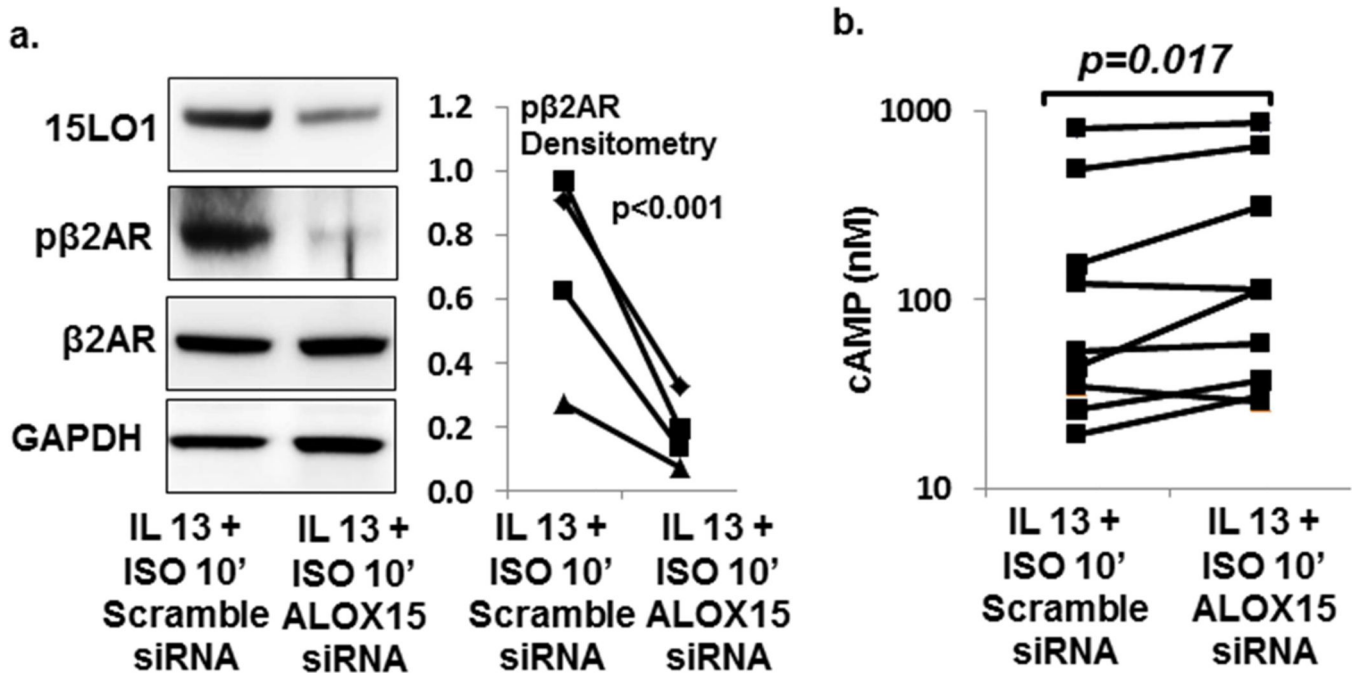 a.
15LO1
pβ2AR
β2AR
GAPDH
IL 13 +
ISO 10'
Scramble
siRNA
IL 13 +
ISO 10'
ALOX15
siRNA
pβ2AR
Densitometry
p<0.001
1.2
1.0
0.8
0.6
0.4
0.2
0.0
IL 13 +
ISO 10'
Scramble
siRNA
IL 13 +
ISO 10'
ALOX15
siRNA
b.
p=0.017
cAMP (nM)
1000
100
10
IL 13 +
ISO 10'
Scramble
siRNA
IL 13 +
ISO 10'
ALOX15
siRNA